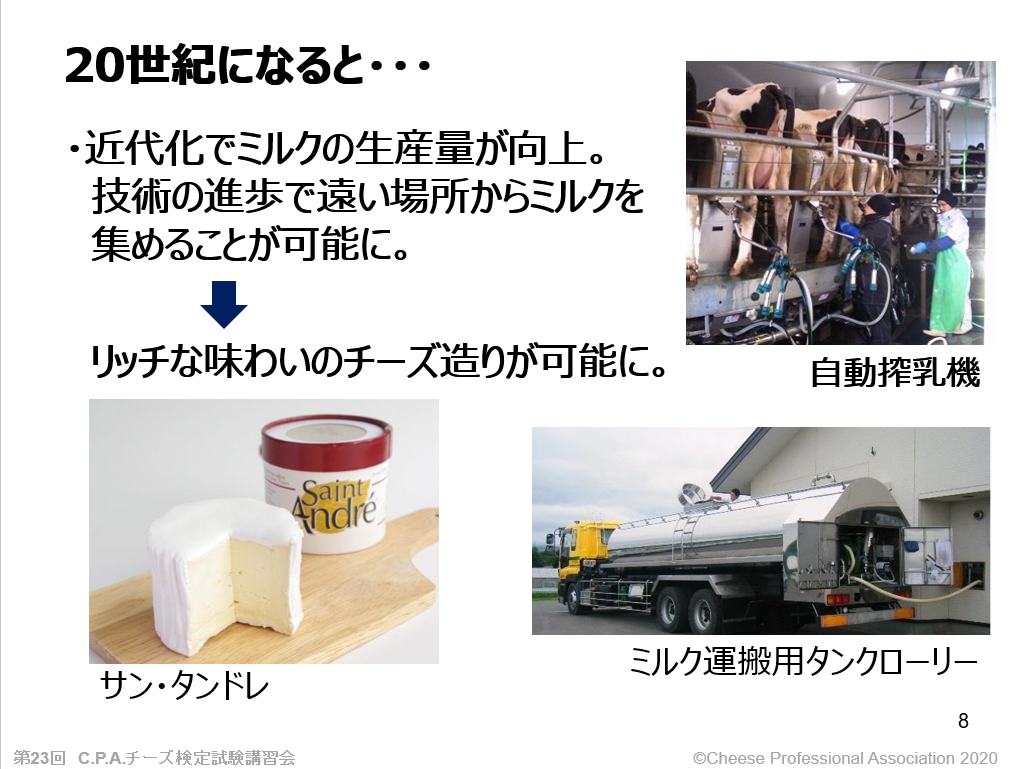 20世紀になると・・・
・近代化でミルクの生産量が向上。
技術の進歩で遠い場所からミルクを
集めることが可能に。
リッチな味わいのチーズ造りが可能に。
自動搾乳機
Saint
André
サン・タンドレ
ミルク運搬用タンクローリー
8
第23回 C.P.A.チーズ検定試験講習会
©Cheese Professional Association 2020